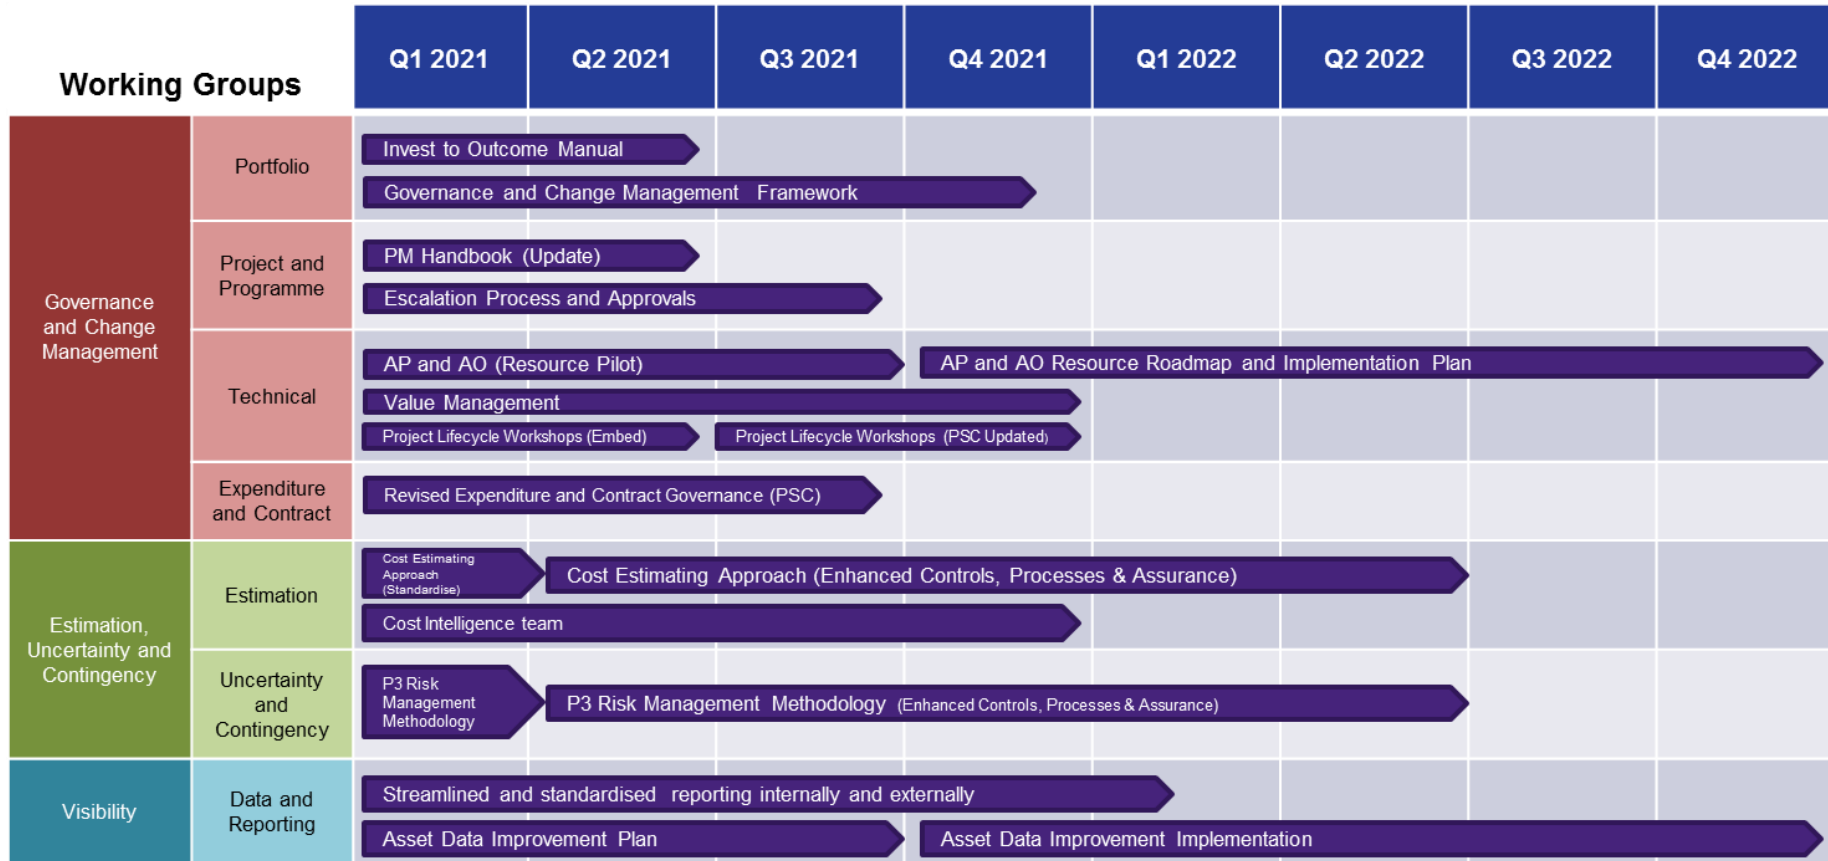 Working Groups
Q1 2021
Q2 2021
Q3 2021
Q4 2021
Q1 2022
Q2 2022
Q3 2022
Q4 2022
Governance
and Change
Management
Portfolio
Invest to Outcome Manual
Governance and Change Management Framework
Project and
Programme
PM Handbook (Update)
Escalation Process and Approvals
Technical
AP and AO (Resource Pilot)
AP and AO Resource Roadmap and Implementation Plan
Value Management
Project Lifecycle Workshops (Embed)
Project Lifecycle Workshops (PSC Updated)
Expenditure
and Contract
Revised Expenditure and Contract Governance (PSC)
Estimation,
Uncertainty and
Contingency
Estimation
Cost Estimating
Approach
(Standardise)
Cost Estimating Approach (Enhanced Controls, Processes & Assurance)
Cost Intelligence team
Uncertainty
and
Contingency
P3 Risk
Management
Methodology
P3 Risk Management Methodology (Enhanced Controls, Processes & Assurance)
Visibility
Data and
Reporting
Streamlined and standardised reporting internally and externally
Asset Data Improvement Plan
Asset Data Improvement Implementation